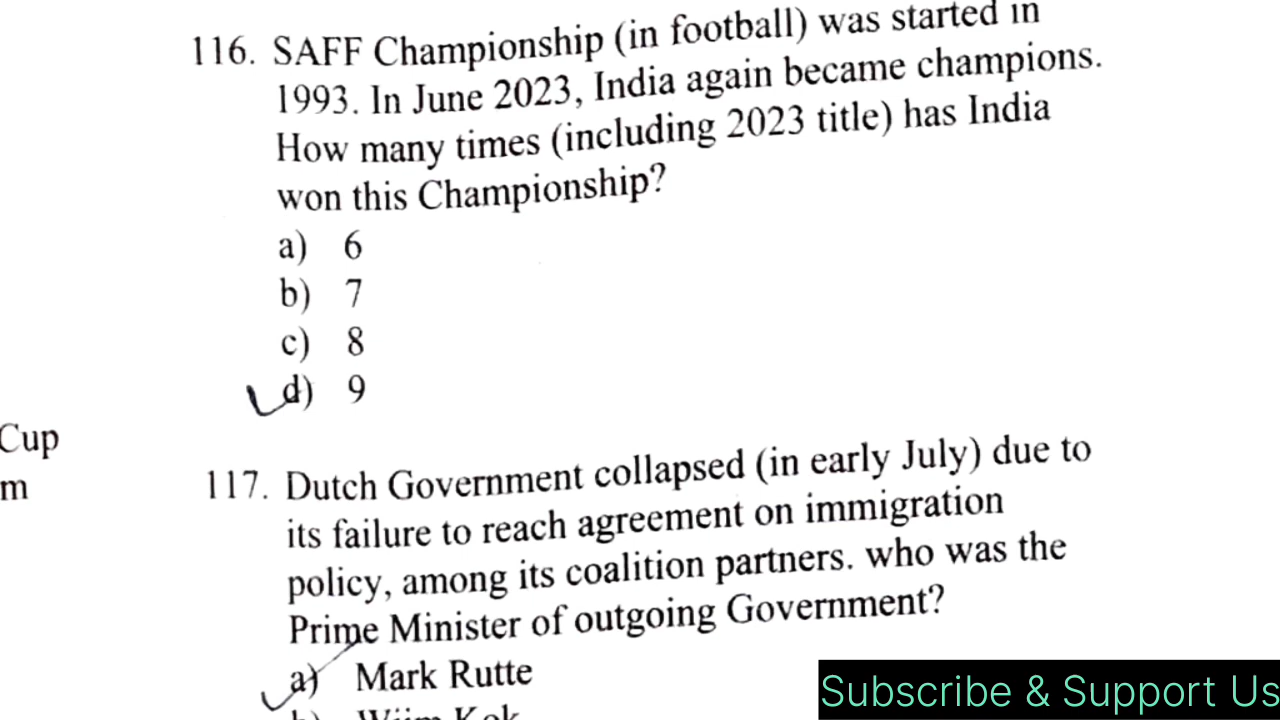 116. SAFF Championship (in football) was started in
1993. In June 2023, India again became champions.
How many times (including 2023 title) has India
won this Championship?
a) 6
b) 7
c) 8
d) 9
Cup
m
117. Dutch Government collapsed (in early July) due to
its failure to reach agreement on immigration
policy, among its coalition partners. who was the
Prime Minister of outgoing Government?
a) Mark Rutte
b) Wiim Kok
Subscribe & Support Us